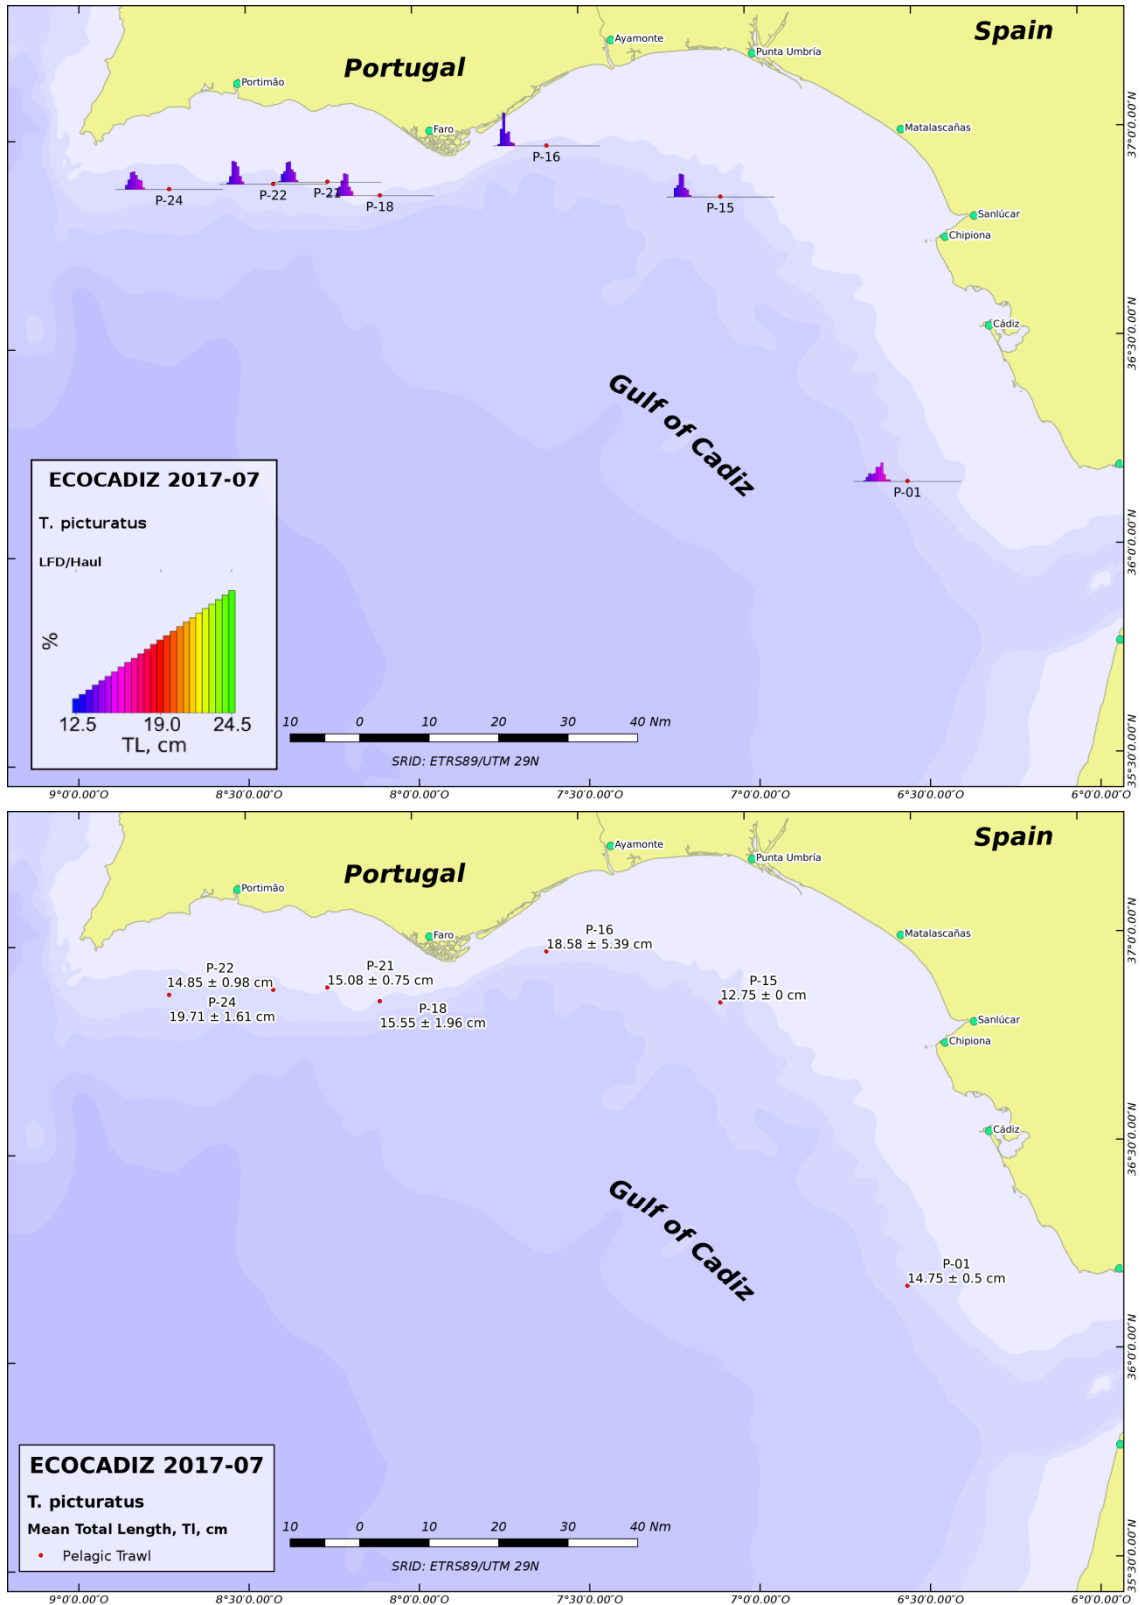 Spain
Ayamonte
Punta Umbría
Portugal
Portimão
Faro
Matalascañas
P-16
P-24
P-22
P-21
P-18
P-15
Sanlúcar
Chipiona
Cádiz
Gulf of Cadiz
P-01
ECOCADIZ 2017-07
T. picturatus
LFD/Haul
%
12.5 19.0 24.5
TL, cm
10 0 10 20 30 40 Nm
SRID: ETRS89/UTM 29N
37°0'0.00"N
36°30'0.00"N
36°0'0.00"N
35°30'0.00"N
9°0'0.00"O 8°30'0.00"O 8°0'0.00"O 7°30'0.00"O 7°0'0.00"O 6°30'0.00"O 6°0'0.00"O
Spain
Ayamonte
Punta Umbría
Portugal
Portimão
Faro
Matalascañas
P-16
18.58 ± 5.39 cm
P-22
14.85 ± 0.98 cm
P-21
15.08 ± 0.75 cm
P-15
12.75 ± 0 cm
P-24
19.71 ± 1.61 cm
P-18
15.55 ± 1.96 cm
Sanlúcar
Chipiona
Cádiz
Gulf of Cadiz
P-01
14.75 ± 0.5 cm
ECOCADIZ 2017-07
T. picturatus
Mean Total Length, Tl, cm
Pelagic Trawl
10 0 10 20 30 40 Nm
SRID: ETRS89/UTM 29N
37°0'0.00"N
36°30'0.00"N
36°0'0.00"N
35°30'0.00"N
9°0'0.00"O 8°30'0.00"O 8°0'0.00"O 7°30'0.00"O 7°0'0.00"O 6°30'0.00"O 6°0'0.00"O